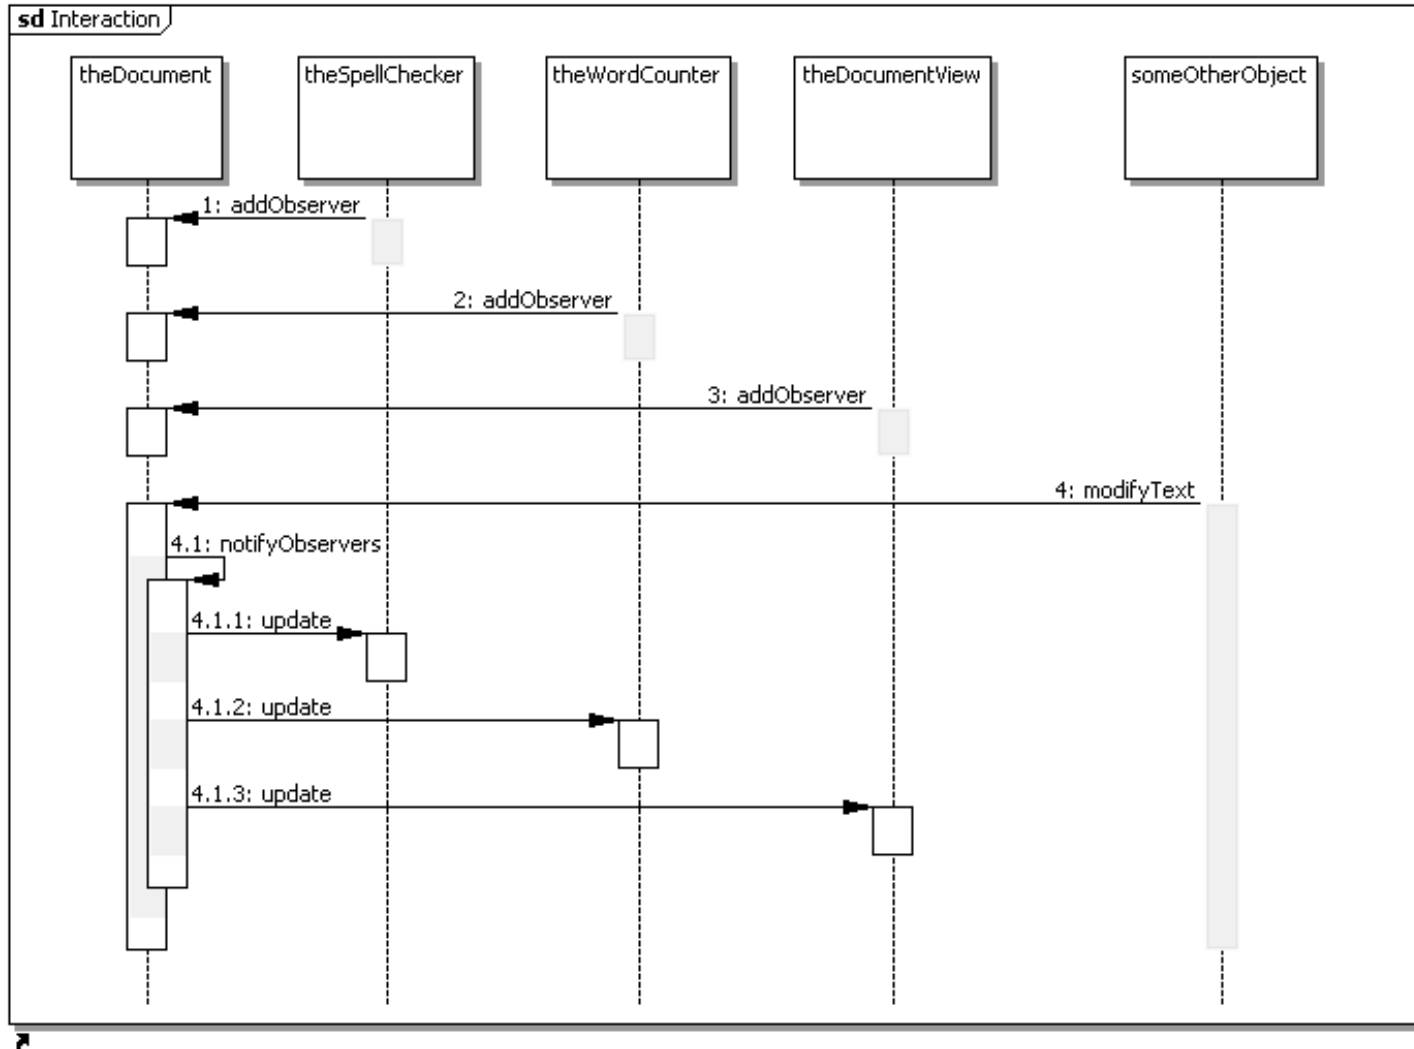 sd Interaction
theDocument
theSpellChecker
theWordCounter
theDocumentView
someOtherObject
1: addObserver
2: addObserver
3: addObserver
4: modifyText
4.1: notifyObservers
4.1.1: update
4.1.2: update
4.1.3: update